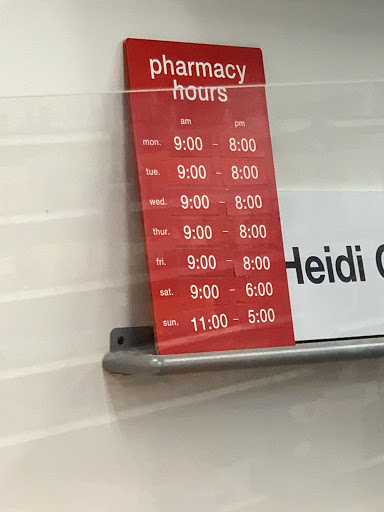 pharmacy
hours
am pm
mon. 9:00 - 8:00
tue. 9:00 - 8:00
wed. 9:00 - 8:00
thur. 9:00 - 8:00
fri. 9:00 - 8:00
sat. 9:00 - 6:00
sun. 11:00 - 5:00
Heidi